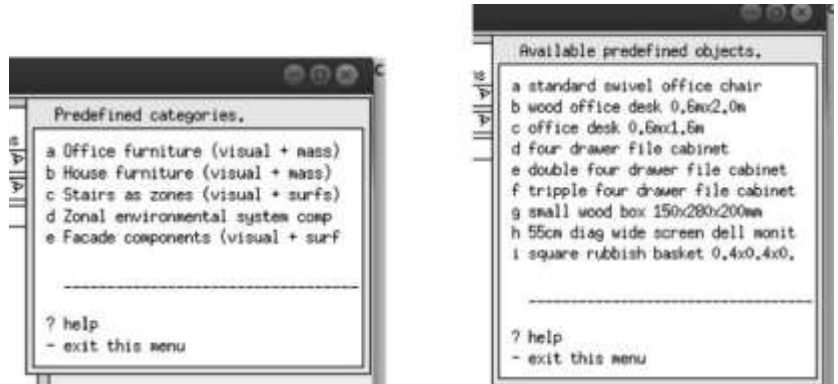 Predefined categories.
a Office furniture (visual + mass)
b House furniture (visual + mass)
c Stairs as zones (visual + surfs)
d Zonal environmental system comp
e Facade components (visual + surf
? help
- exit this menu
Available predefined objects.
a standard swivel office chair
b wood office desk 0.6mx2.0m
c office desk 0.6mx1.6m
d four drawer file cabinet
e double four drawer file cabinet
f tripple four drawer file cabinet
g small wood box 150x280x200mm
h 55cm diag wide screen dell monit
i square rubbish basket 0.4x0.4x0.
? help
- exit this menu